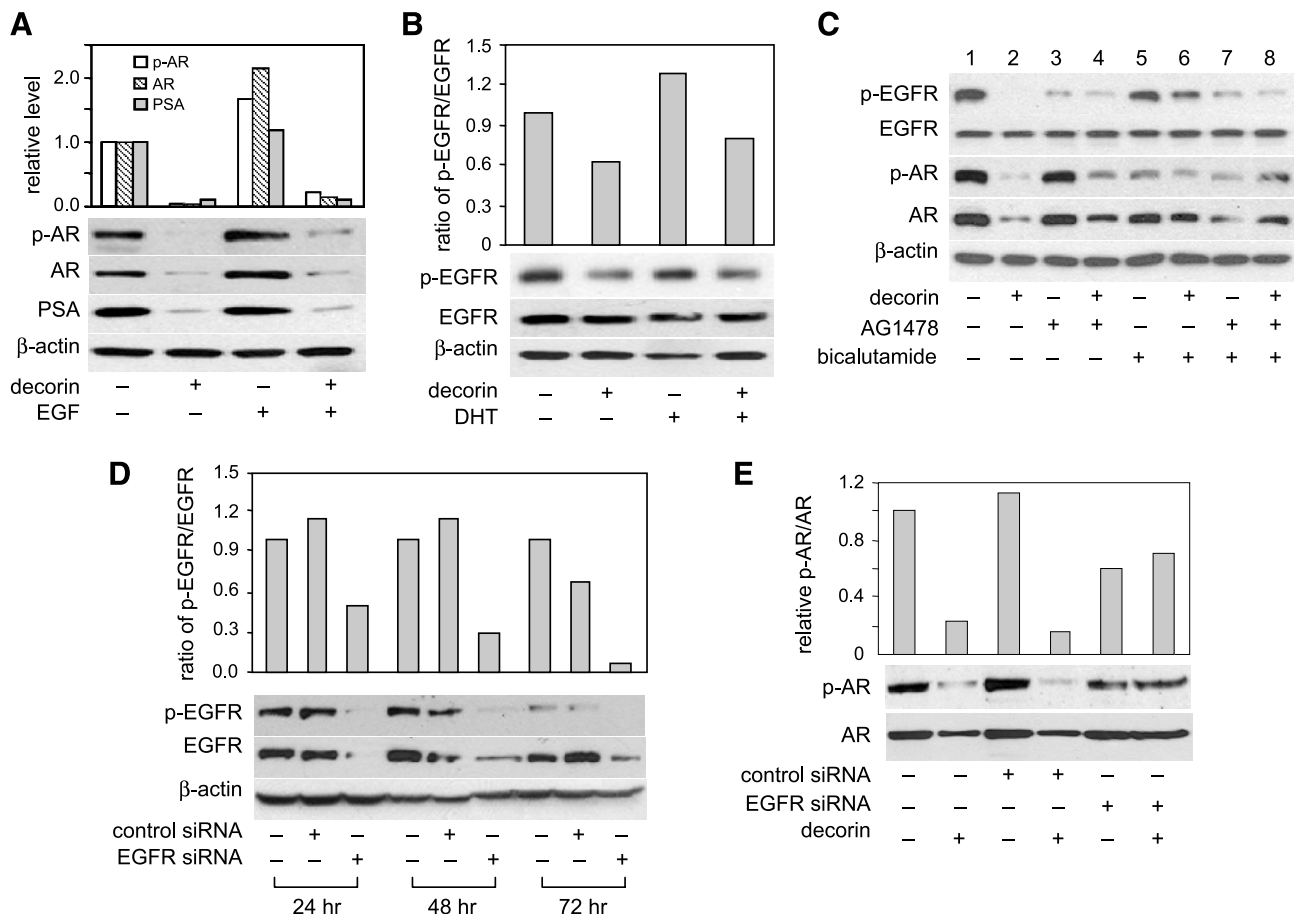 A
relative level
2.0
1.0
0.0
p-AR
AR
PSA
p-AR
AR
PSA
β-actin
decorin – + – +
EGF – – + +
B
ratio of p-EGFR/EGFR
1.5
1.2
0.9
0.6
0.3
0
p-EGFR
EGFR
β-actin
decorin – + – +
DHT – – + +
C
1 2 3 4 5 6 7 8
p-EGFR
EGFR
p-AR
AR
β-actin
decorin – + – + – + – +
AG1478 – – + + – – + +
bicalutamide – – – – + + + +
D
ratio of p-EGFR/EGFR
1.5
1.2
0.9
0.6
0.3
0.0
p-EGFR
EGFR
β-actin
control siRNA – + – – + – – + –
EGFR siRNA – – + – – + – – +
24 hr 48 hr 72 hr
E
relative p-AR/AR
1.2
0.8
0.4
0
p-AR
AR
control siRNA – – + + – –
EGFR siRNA – – – – + +
decorin – + – + – +